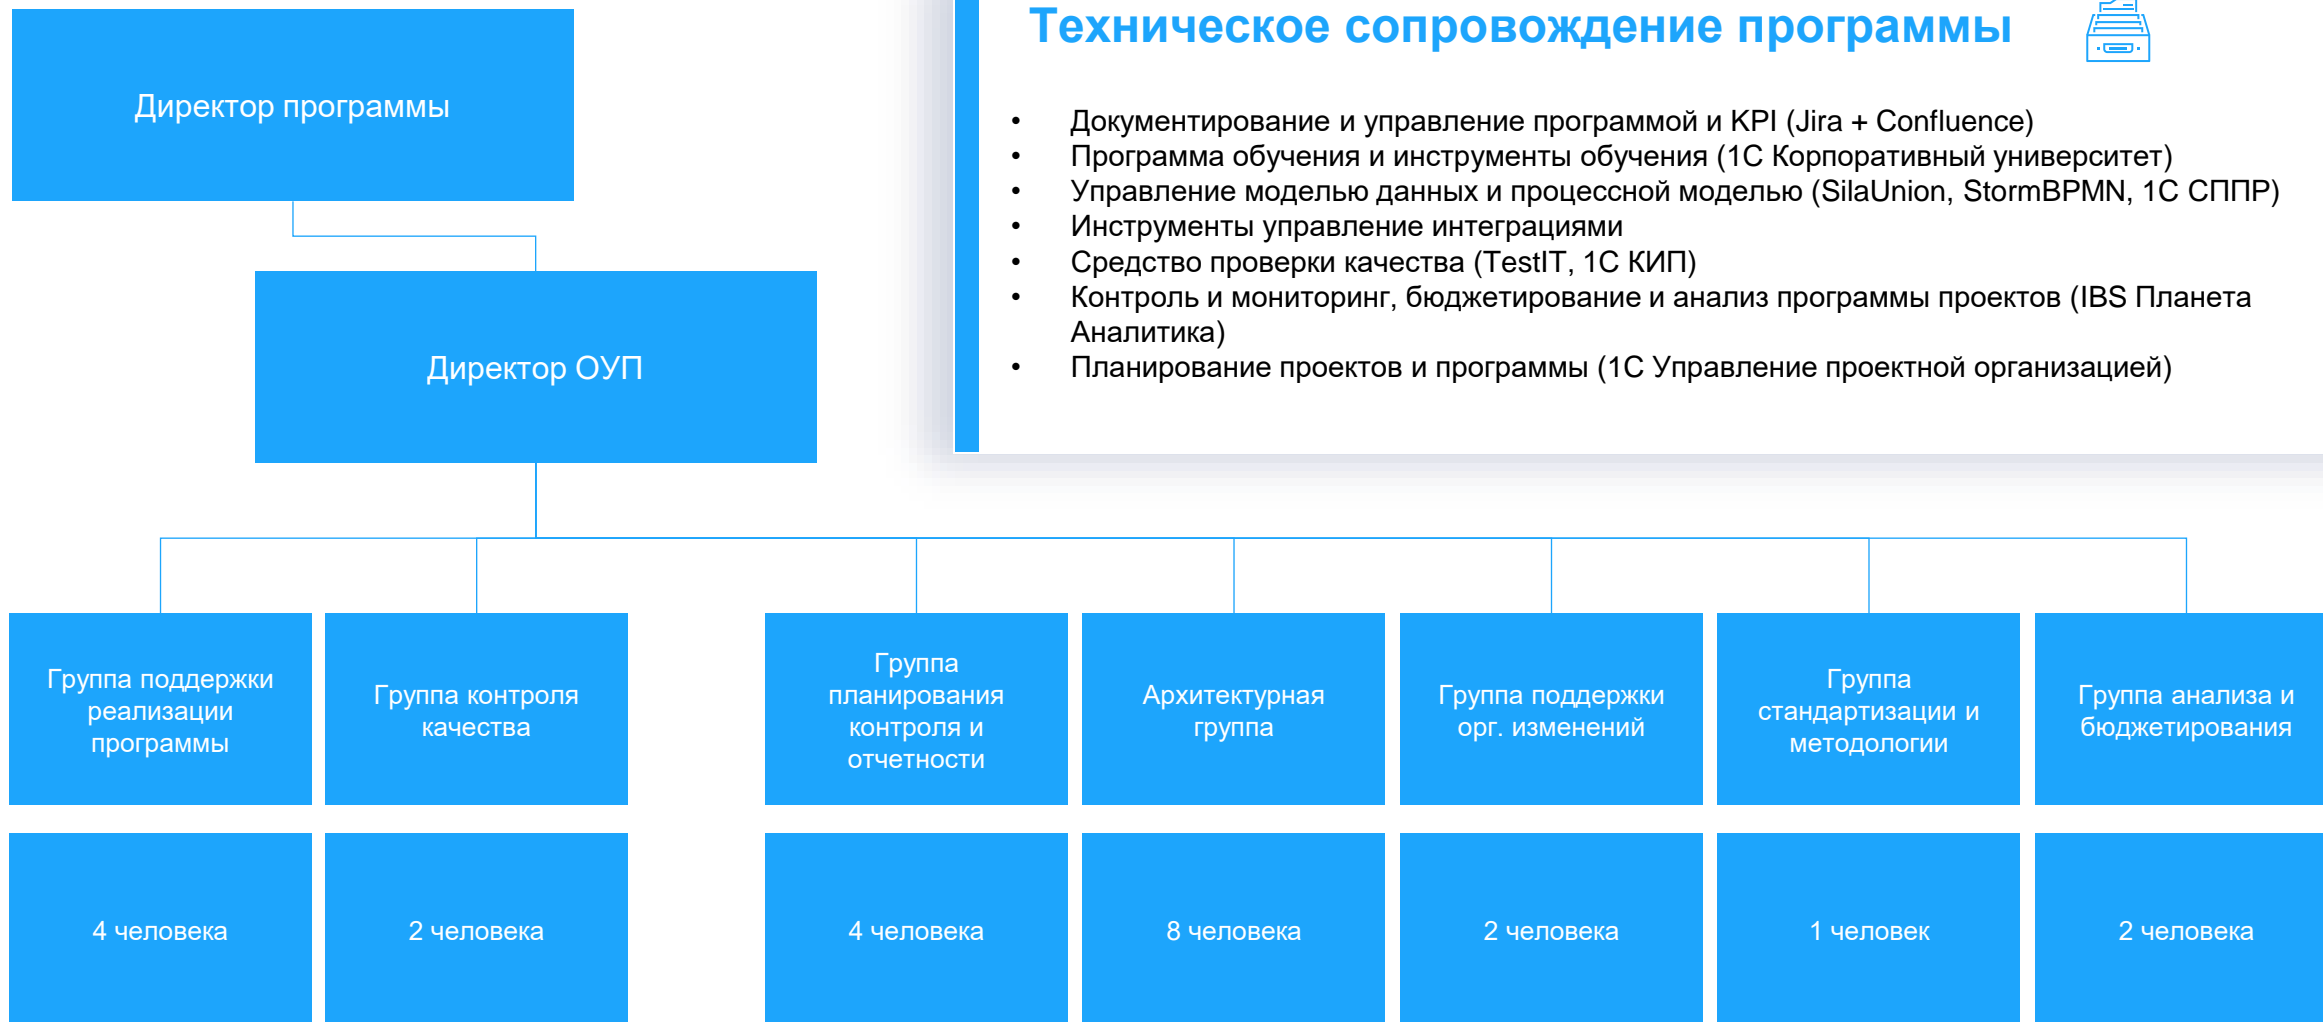 Директор программы
Директор ОУП
Техническое сопровождение программы
• Документирование и управление программой и KPI (Jira + Confluence)
• Программа обучения и инструменты обучения (1С Корпоративный университет)
• Управление моделью данных и процессной моделью (SilaUnion, StormBPMN, 1С СППР)
• Инструменты управление интеграциями
• Средство проверки качества (TestIT, 1С КИП)
• Контроль и мониторинг, бюджетирование и анализ программы проектов (IBS Планета
Аналитика)
• Планирование проектов и программы (1С Управление проектной организацией)
Группа поддержки
реализации
программы
Группа контроля
качества
Группа
планирования
контроля и
отчетности
Архитектурная
группа
Группа поддержки
орг. изменений
Группа
стандартизации и
методологии
Группа анализа и
бюджетирования
4 человека
2 человека
4 человека
8 человека
2 человека
1 человек
2 человека